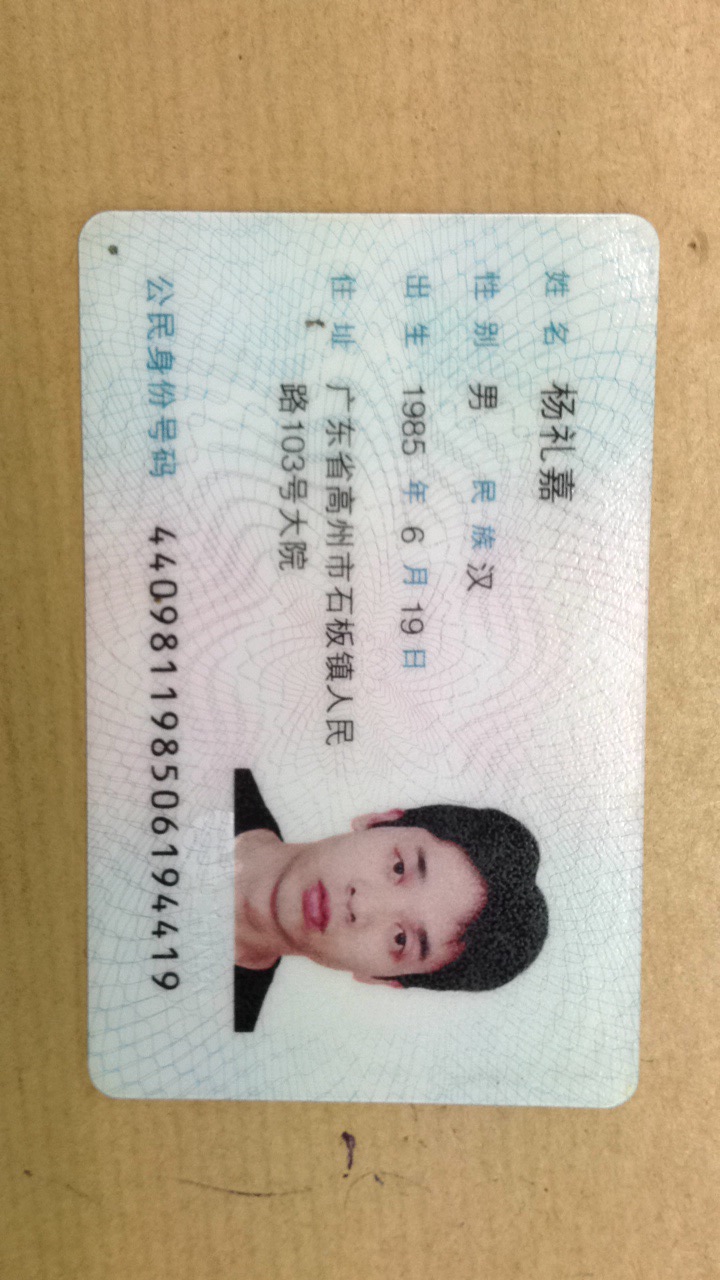 姓名 杨礼嘉
性别 男 民族 汉
出生 1985 年 6 月 19 日
住址 广东省高州市石板镇人民
路103号大院
公民身份号码 440981198506194419